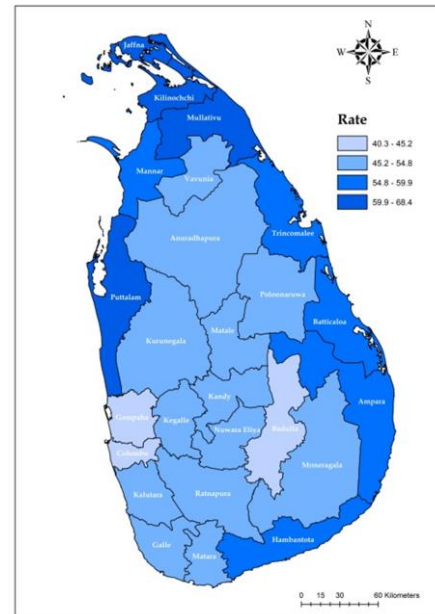 N
W E
S
Jaffna
Kilinochchi
Mullativu
Mannar
Vavunia
Anuradhapura
Trincomalee
Polonnaruwa
Puttalam
Batticaloa
Kurunegala
Matale
Ampara
Kandy
Gampaha
Kegalle
Nuwara Eliya
Badulla
Colombo
Moneragala
Kalutara
Ratnapura
Hambantota
Galle
Matara
Rate
40.3 - 45.2
45.2 - 54.8
54.8 - 59.9
59.9 - 68.4
0 15 30 60 Kilometers